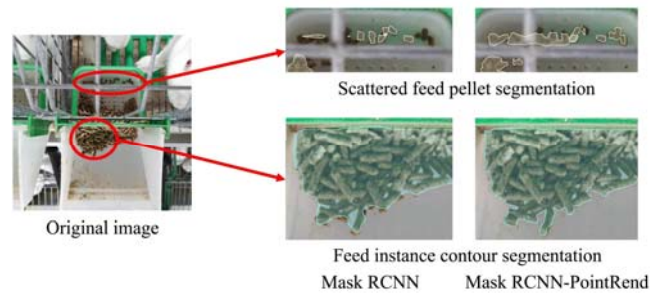 Scattered feed pellet segmentation
Original image
Feed instance contour segmentation
Mask RCNN
Mask RCNN-PointRend